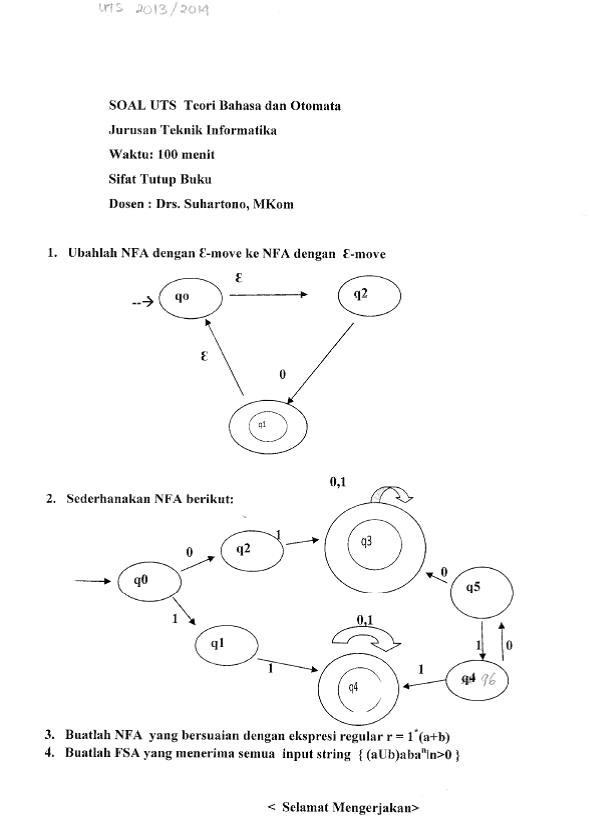 UTS 2013/2014
SOAL UTS Teori Bahasa dan Otomata
Jurusan Teknik Informatika
Waktu: 100 menit
Sifat Tutup Buku
Dosen : Drs. Suhartono, MKom
1. Ubahlah NFA dengan Ɛ-move ke NFA dengan Ɛ-move
Ɛ
qo
q2
Ɛ
0
q1
0,1
2. Sederhanakan NFA berikut:
1
q3
0
q2
0
q0
q5
1
0,1
q1
1
0
1
1
q4
q4 q6
3. Buatlah NFA yang bersuaian dengan ekspresi regular r = 1*(a+b)
4. Buatlah FSA yang menerima semua input string { (aUb)abaⁿ|n>0 }
< Selamat Mengerjakan>